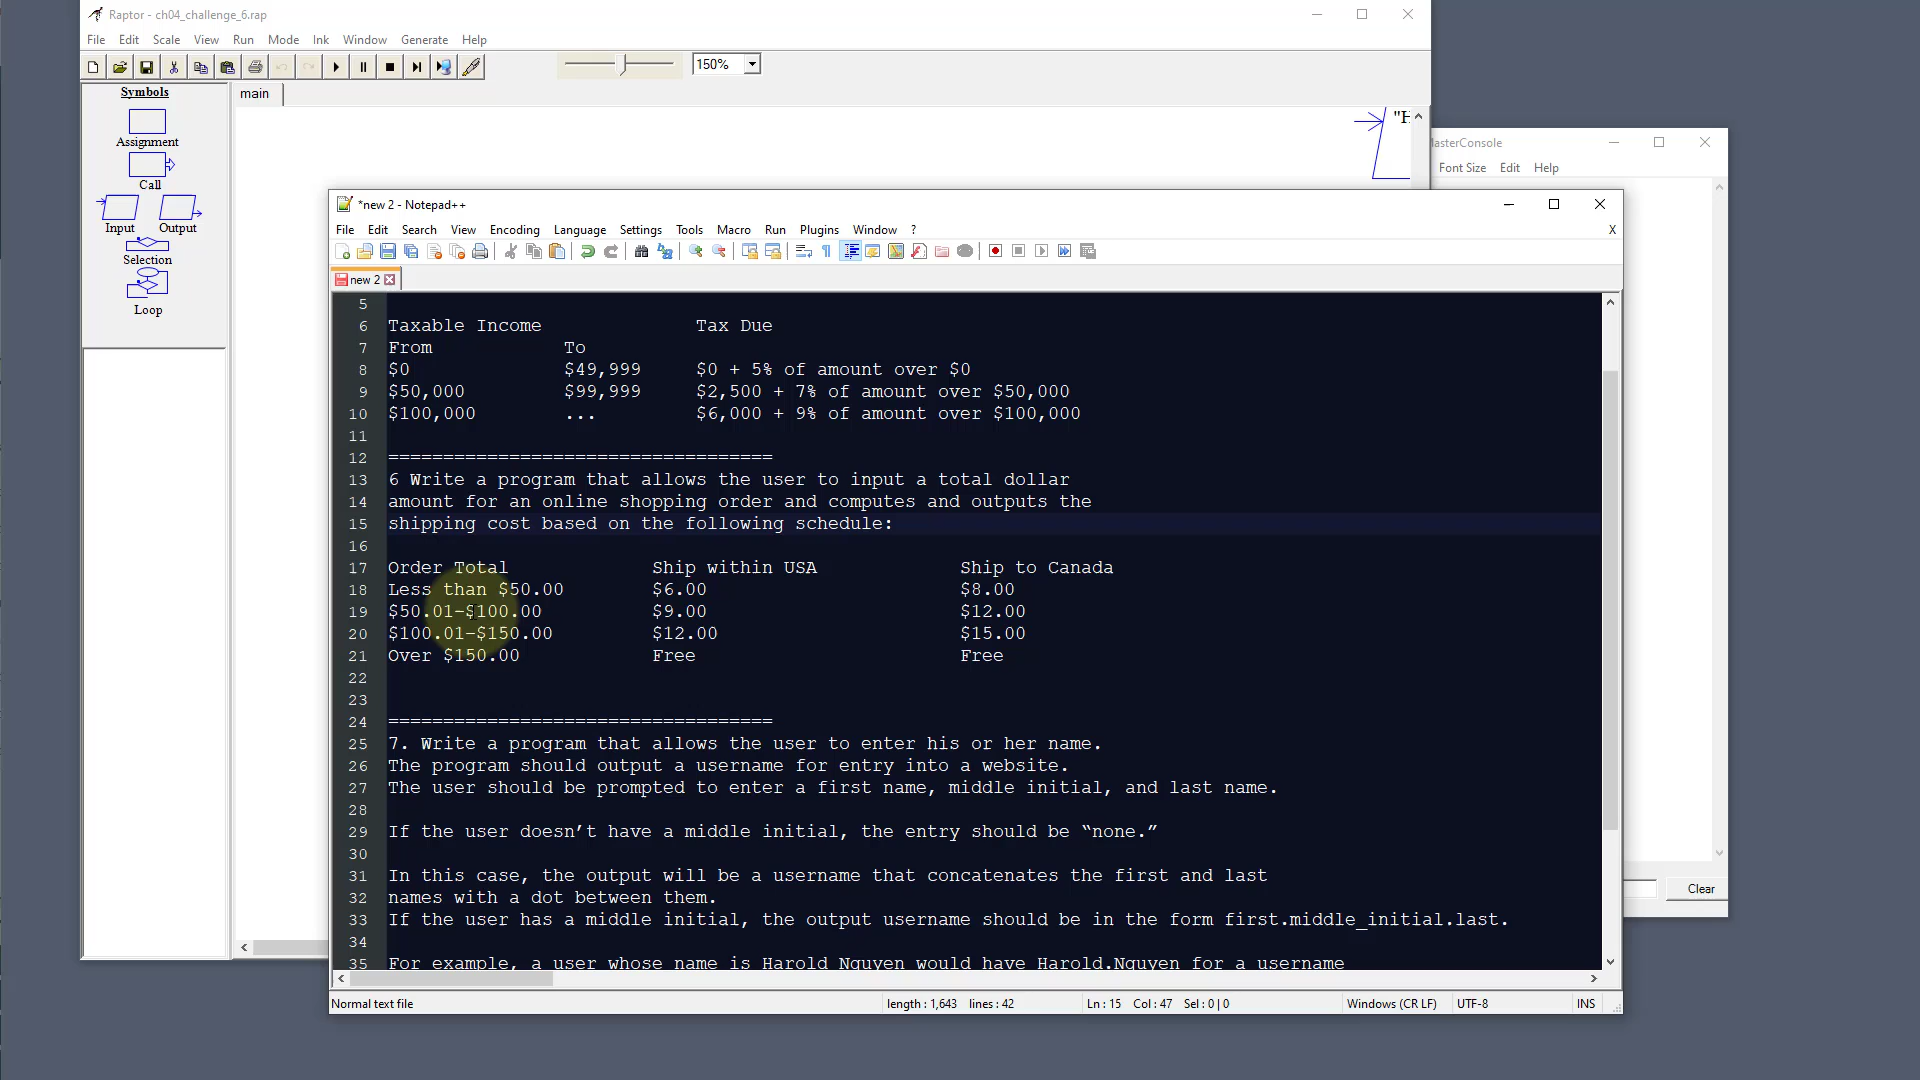 Raptor - ch04_challenge_6.rap
File Edit Scale View Run Mode Ink Window Generate Help
150%
Symbols
main
Assignment
Call
Input Output
Selection
Loop
"H
MasterConsole
Font Size Edit Help
Clear
*new 2 - Notepad++
File Edit Search View Encoding Language Settings Tools Macro Run Plugins Window ? X
new 2
5
6 Taxable Income Tax Due
7 From To
8 $0 $49,999 $0 + 5% of amount over $0
9 $50,000 $99,999 $2,500 + 7% of amount over $50,000
10 $100,000 ... $6,000 + 9% of amount over $100,000
11
12 ===================================
13 6 Write a program that allows the user to input a total dollar
14 amount for an online shopping order and computes and outputs the
15 shipping cost based on the following schedule:
16
17 Order Total Ship within USA Ship to Canada
18 Less than $50.00 $6.00 $8.00
19 $50.01–$100.00 $9.00 $12.00
20 $100.01–$150.00 $12.00 $15.00
21 Over $150.00 Free Free
22
23
24 ===================================
25 7. Write a program that allows the user to enter his or her name.
26 The program should output a username for entry into a website.
27 The user should be prompted to enter a first name, middle initial, and last name.
28
29 If the user doesn’t have a middle initial, the entry should be “none.”
30
31 In this case, the output will be a username that concatenates the first and last
32 names with a dot between them.
33 If the user has a middle initial, the output username should be in the form first.middle_initial.last.
34
35 For example, a user whose name is Harold Nguyen would have Harold.Nguyen for a username
Normal text file length : 1,643 lines : 42 Ln : 15 Col : 47 Sel : 0 | 0 Windows (CR LF) UTF-8 INS